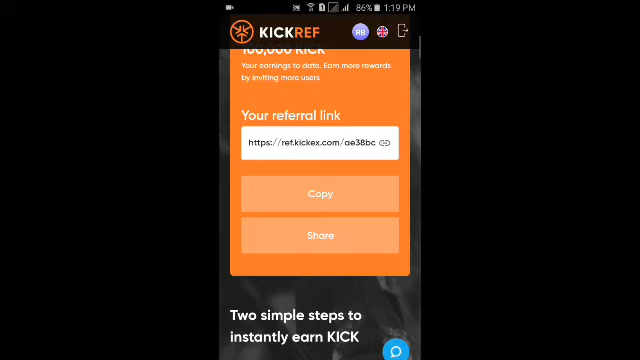 86% 1:19 PM
KICKREF
RB
100,000 KICK
Your earnings to date. Earn more rewards
by inviting more users
Your referral link
https://ref.kickex.com/ae38bc
Copy
Share
Two simple steps to
instantly earn KICK